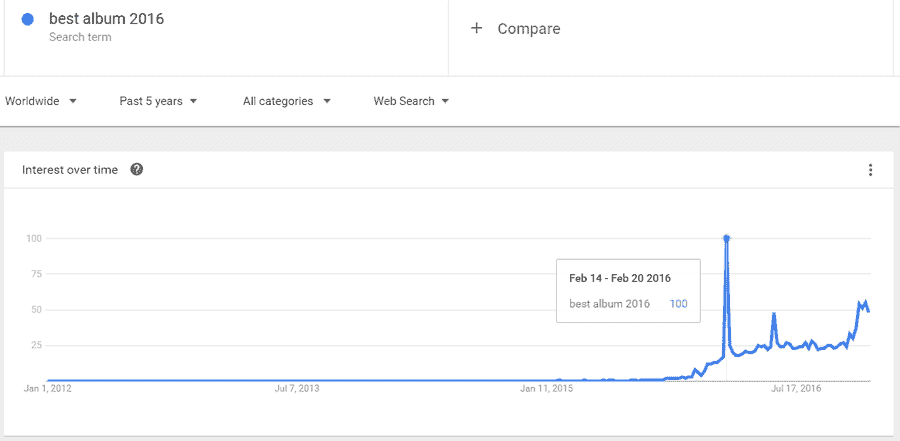 best album 2016
Search term
+ Compare
Worldwide Past 5 years All categories Web Search
Interest over time ?
100
75
50
25
Feb 14 - Feb 20 2016
best album 2016 100
Jan 1, 2012 Jul 7, 2013 Jan 11, 2015 Jul 17, 2016